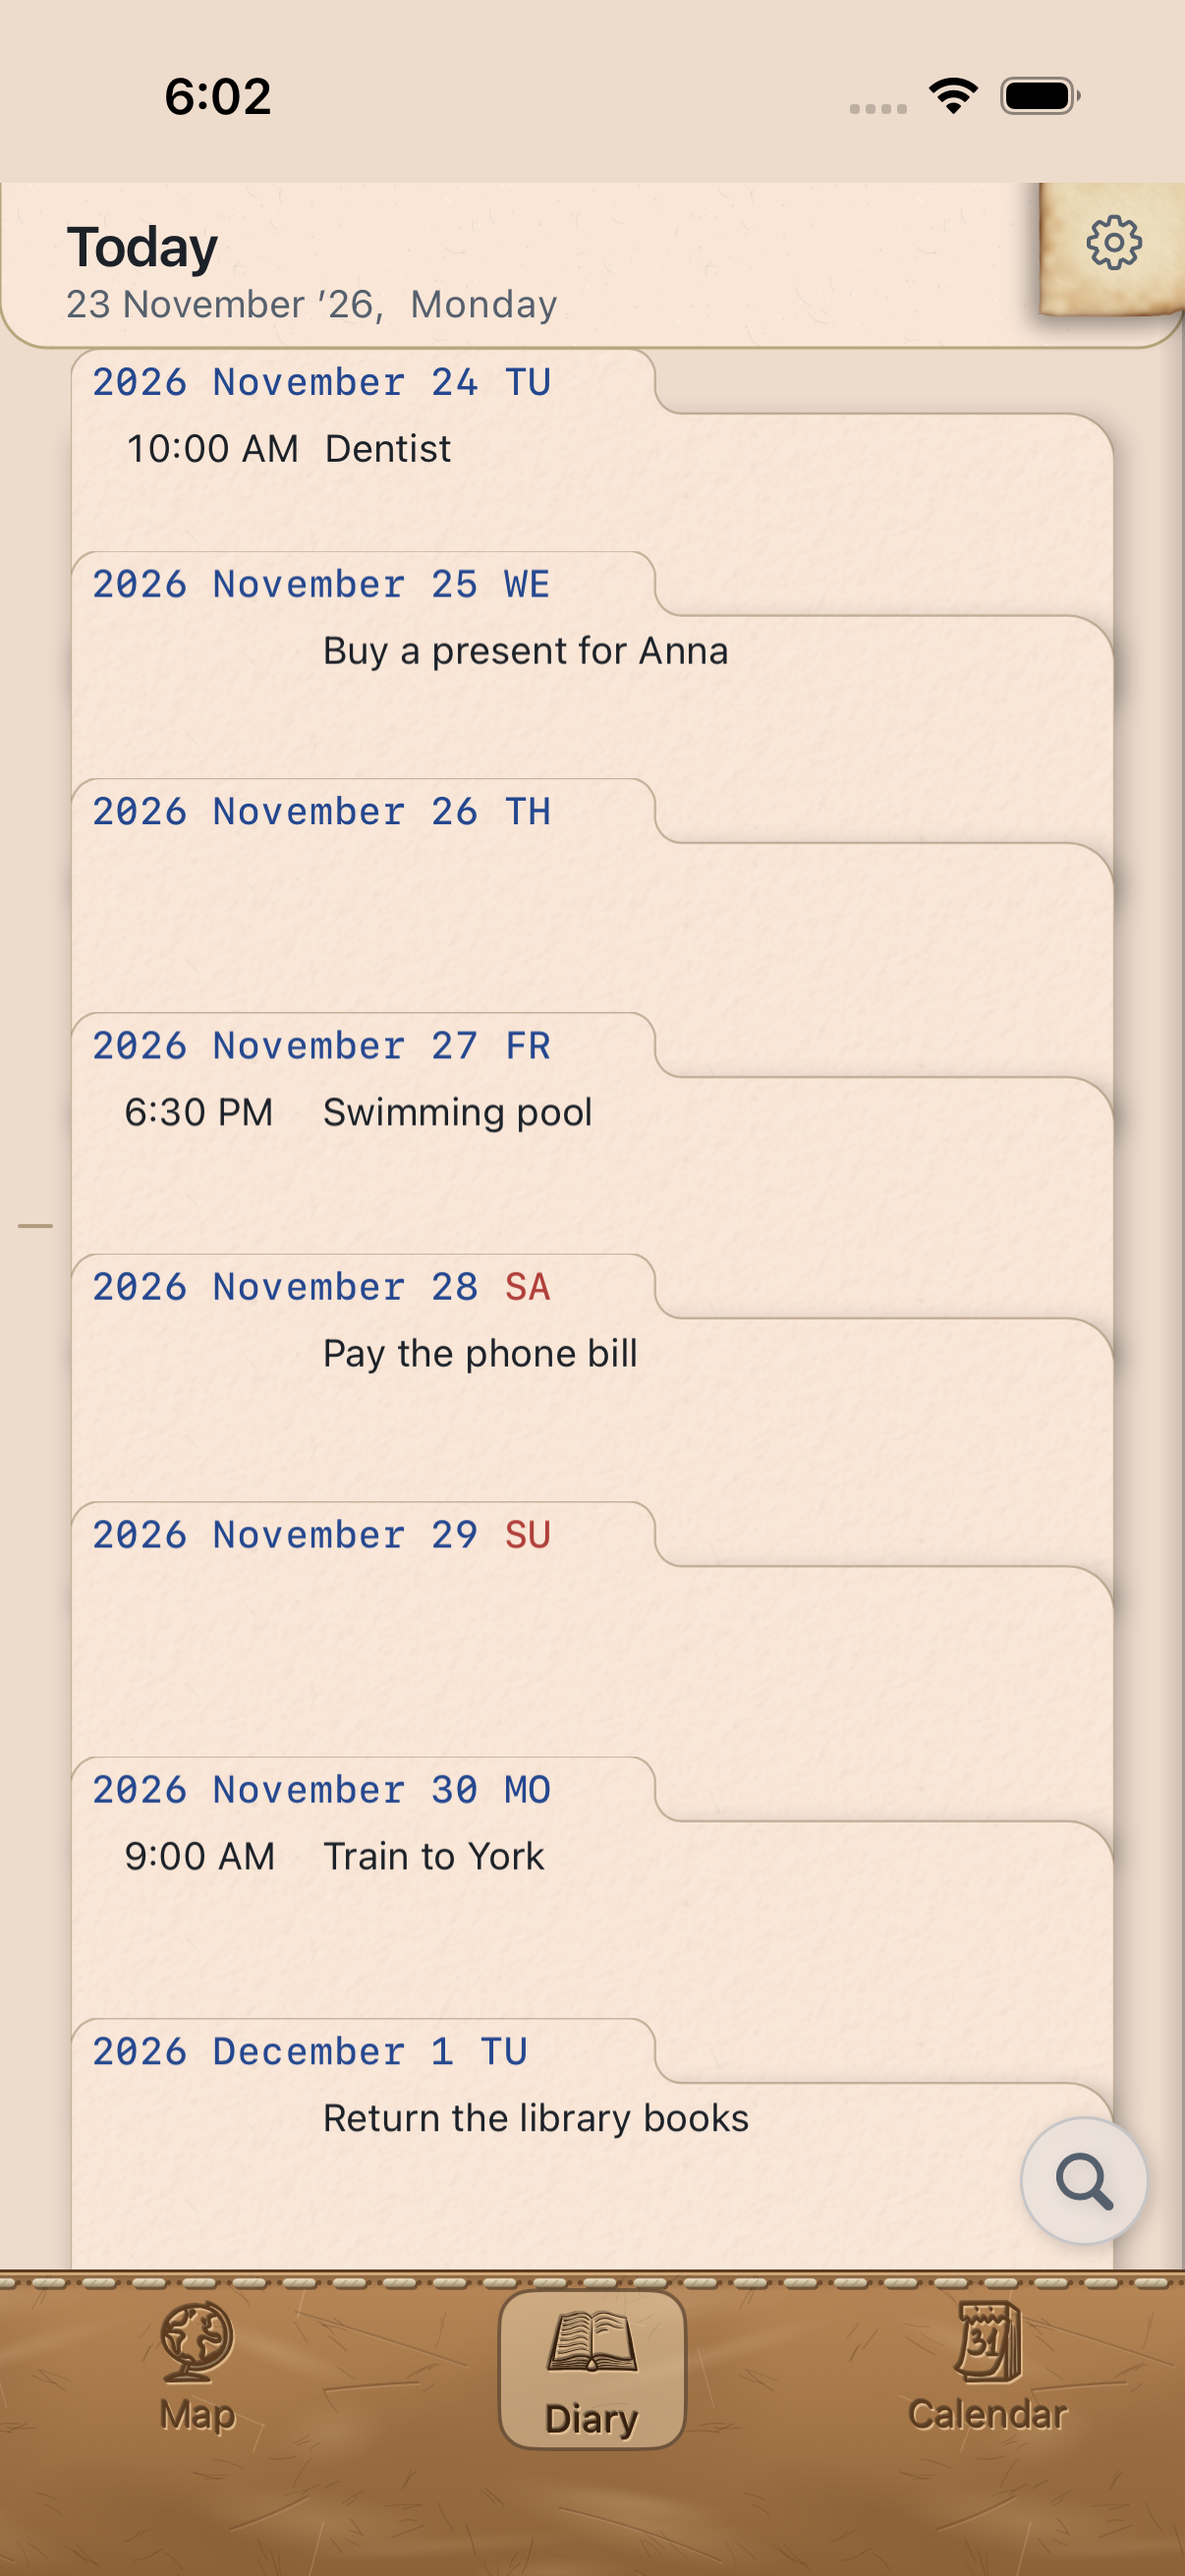 6:02
Today
23 November ’26, Monday
2026 November 24 TU
10:00 AM Dentist
2026 November 25 WE
Buy a present for Anna
2026 November 26 TH
2026 November 27 FR
6:30 PM Swimming pool
2026 November 28 SA
Pay the phone bill
2026 November 29 SU
2026 November 30 MO
9:00 AM Train to York
2026 December 1 TU
Return the library books
31
Map Diary Calendar